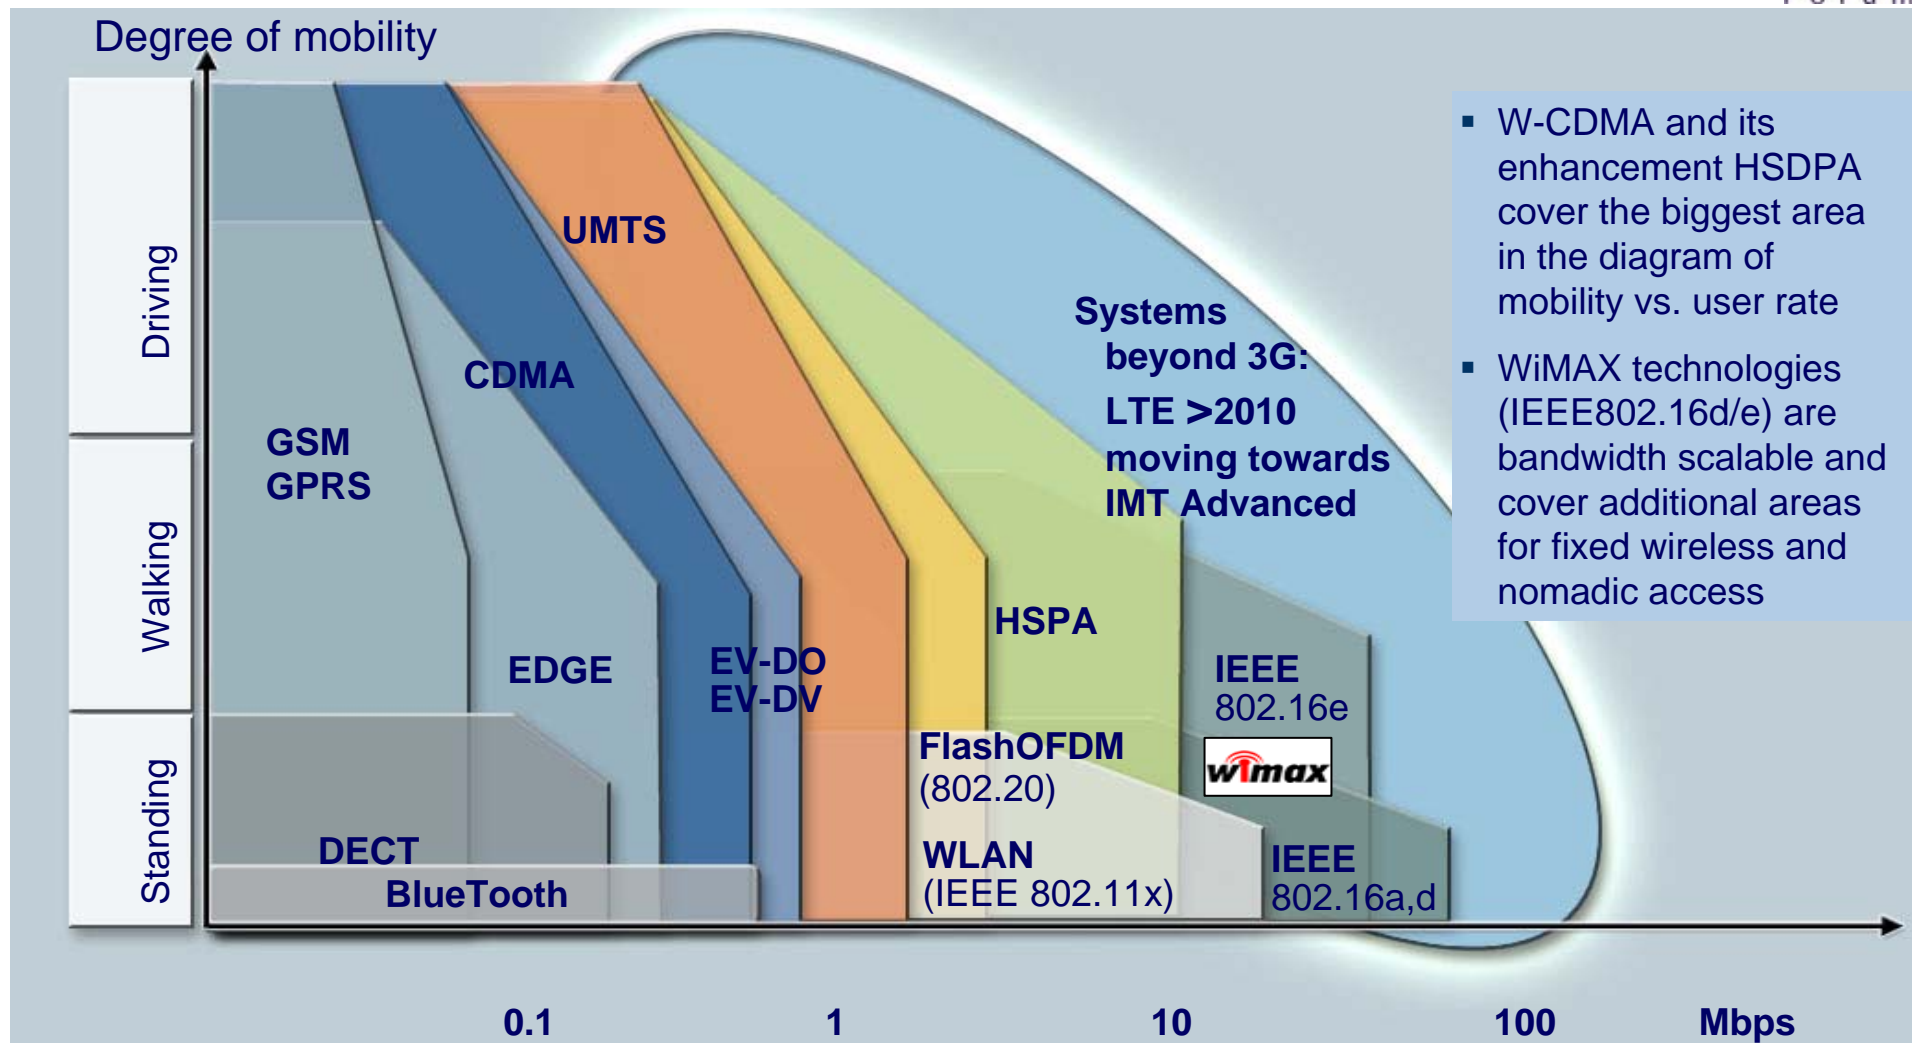 Degree of mobility
Driving
Walking
Standing
UMTS
CDMA
GSM
GPRS
EDGE
EV-DO
EV-DV
HSPA
Systems
beyond 3G:
LTE >2010
moving towards
IMT Advanced
IEEE
802.16e
wimax
FlashOFDM
(802.20)
WLAN
(IEEE 802.11x)
IEEE
802.16a,d
DECT
BlueTooth
0.1 1 10 100 Mbps
▪ W-CDMA and its
enhancement HSDPA
cover the biggest area
in the diagram of
mobility vs. user rate
▪ WiMAX technologies
(IEEE802.16d/e) are
bandwidth scalable and
cover additional areas
for fixed wireless and
nomadic access